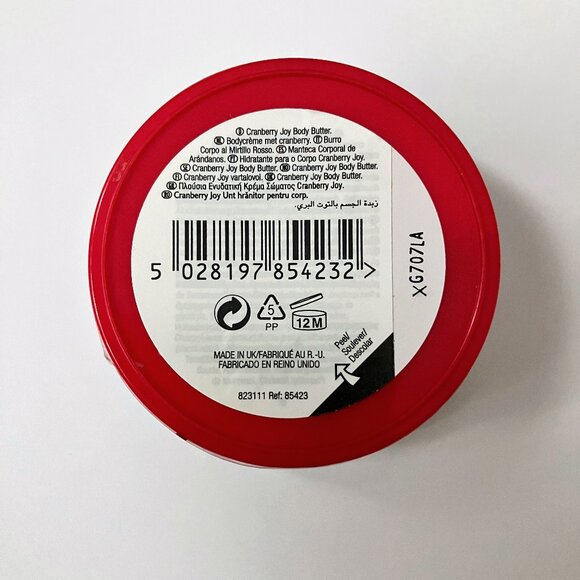 Cranberry Joy Body Butter.
Bodycrème met cranberry. Burro
Corpo al Mirtillo Rosso. Manteca Corporal de
Arándanos. Hidratante para o Corpo Cranberry Joy.
Cranberry Joy Body Butter. Cranberry Joy Body Butter.
Cranberry Joy vartalovoi. Cranberry Joy Body Butter.
Πλούσια Ενυδατική Κρέμα Σώματος Cranberry Joy.
Cranberry Joy Unt hrănitor pentru corp.
زبدة الجسم بالتوت البري.
5 028197 854232 >
5
PP
12M
MADE IN UK/FABRIQUÉ AU R.-U.
FABRICADO EN REINO UNIDO
823111 Ref: 85423
Peel/
Soulever/
Descolar
XG707LA